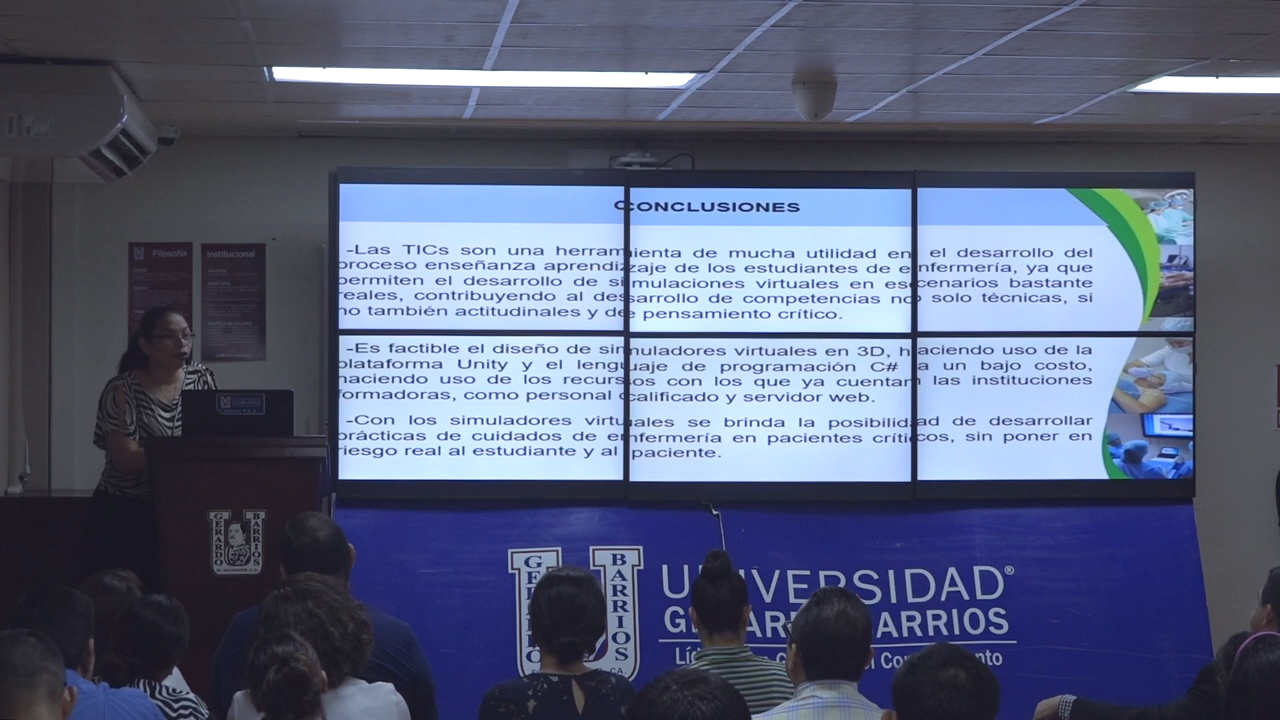 CONCLUSIONES
-Las TICs son una herramienta de mucha utilidad en el desarrollo del
proceso enseñanza aprendizaje de los estudiantes de enfermería, ya que
permiten el desarrollo de simulaciones virtuales en escenarios bastante
reales, contribuyendo al desarrollo de competencias no solo técnicas, si
no también actitudinales y de pensamiento crítico.
-Es factible el diseño de simuladores virtuales en 3D, haciendo uso de la
plataforma Unity y el lenguaje de programación C# a un bajo costo,
haciendo uso de los recursos con los que ya cuentan las instituciones
formadoras, como personal calificado y servidor web.
-Con los simuladores virtuales se brinda la posibilidad de desarrollar
prácticas de cuidados de enfermería en pacientes críticos, sin poner en
riesgo real al estudiante y al paciente.
Filosofía Institucional
GERARDO BARRIOS
EL SALVADOR, C.A.
BARRIOS
UNIVERSIDAD®
BARRIOS